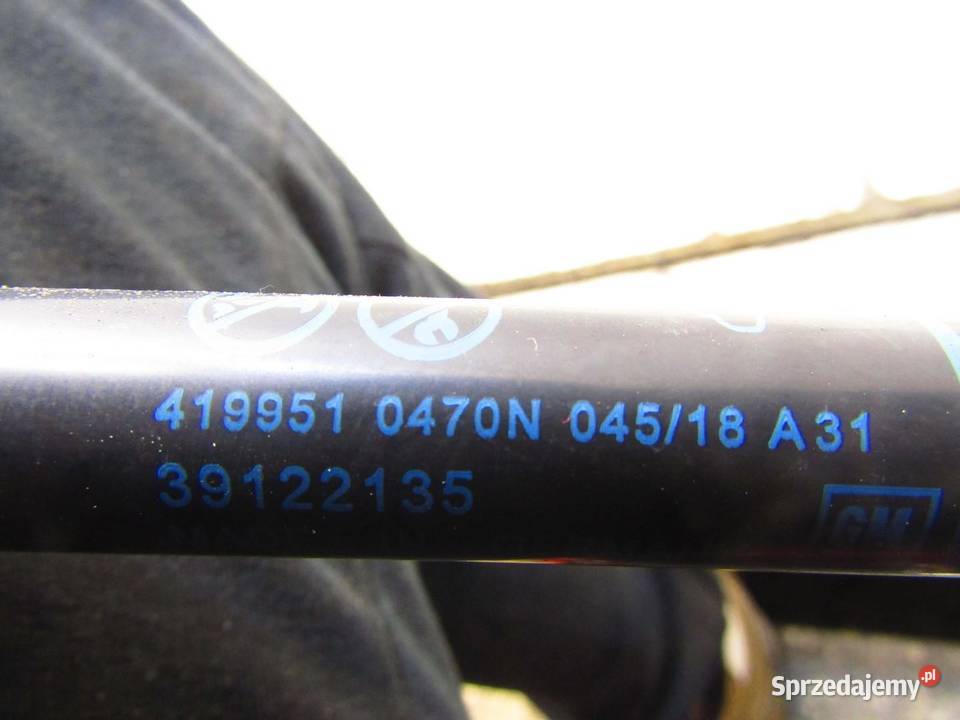 419951 0470N 045/18 A31
39122135
GM
Sprzedajemy.pl